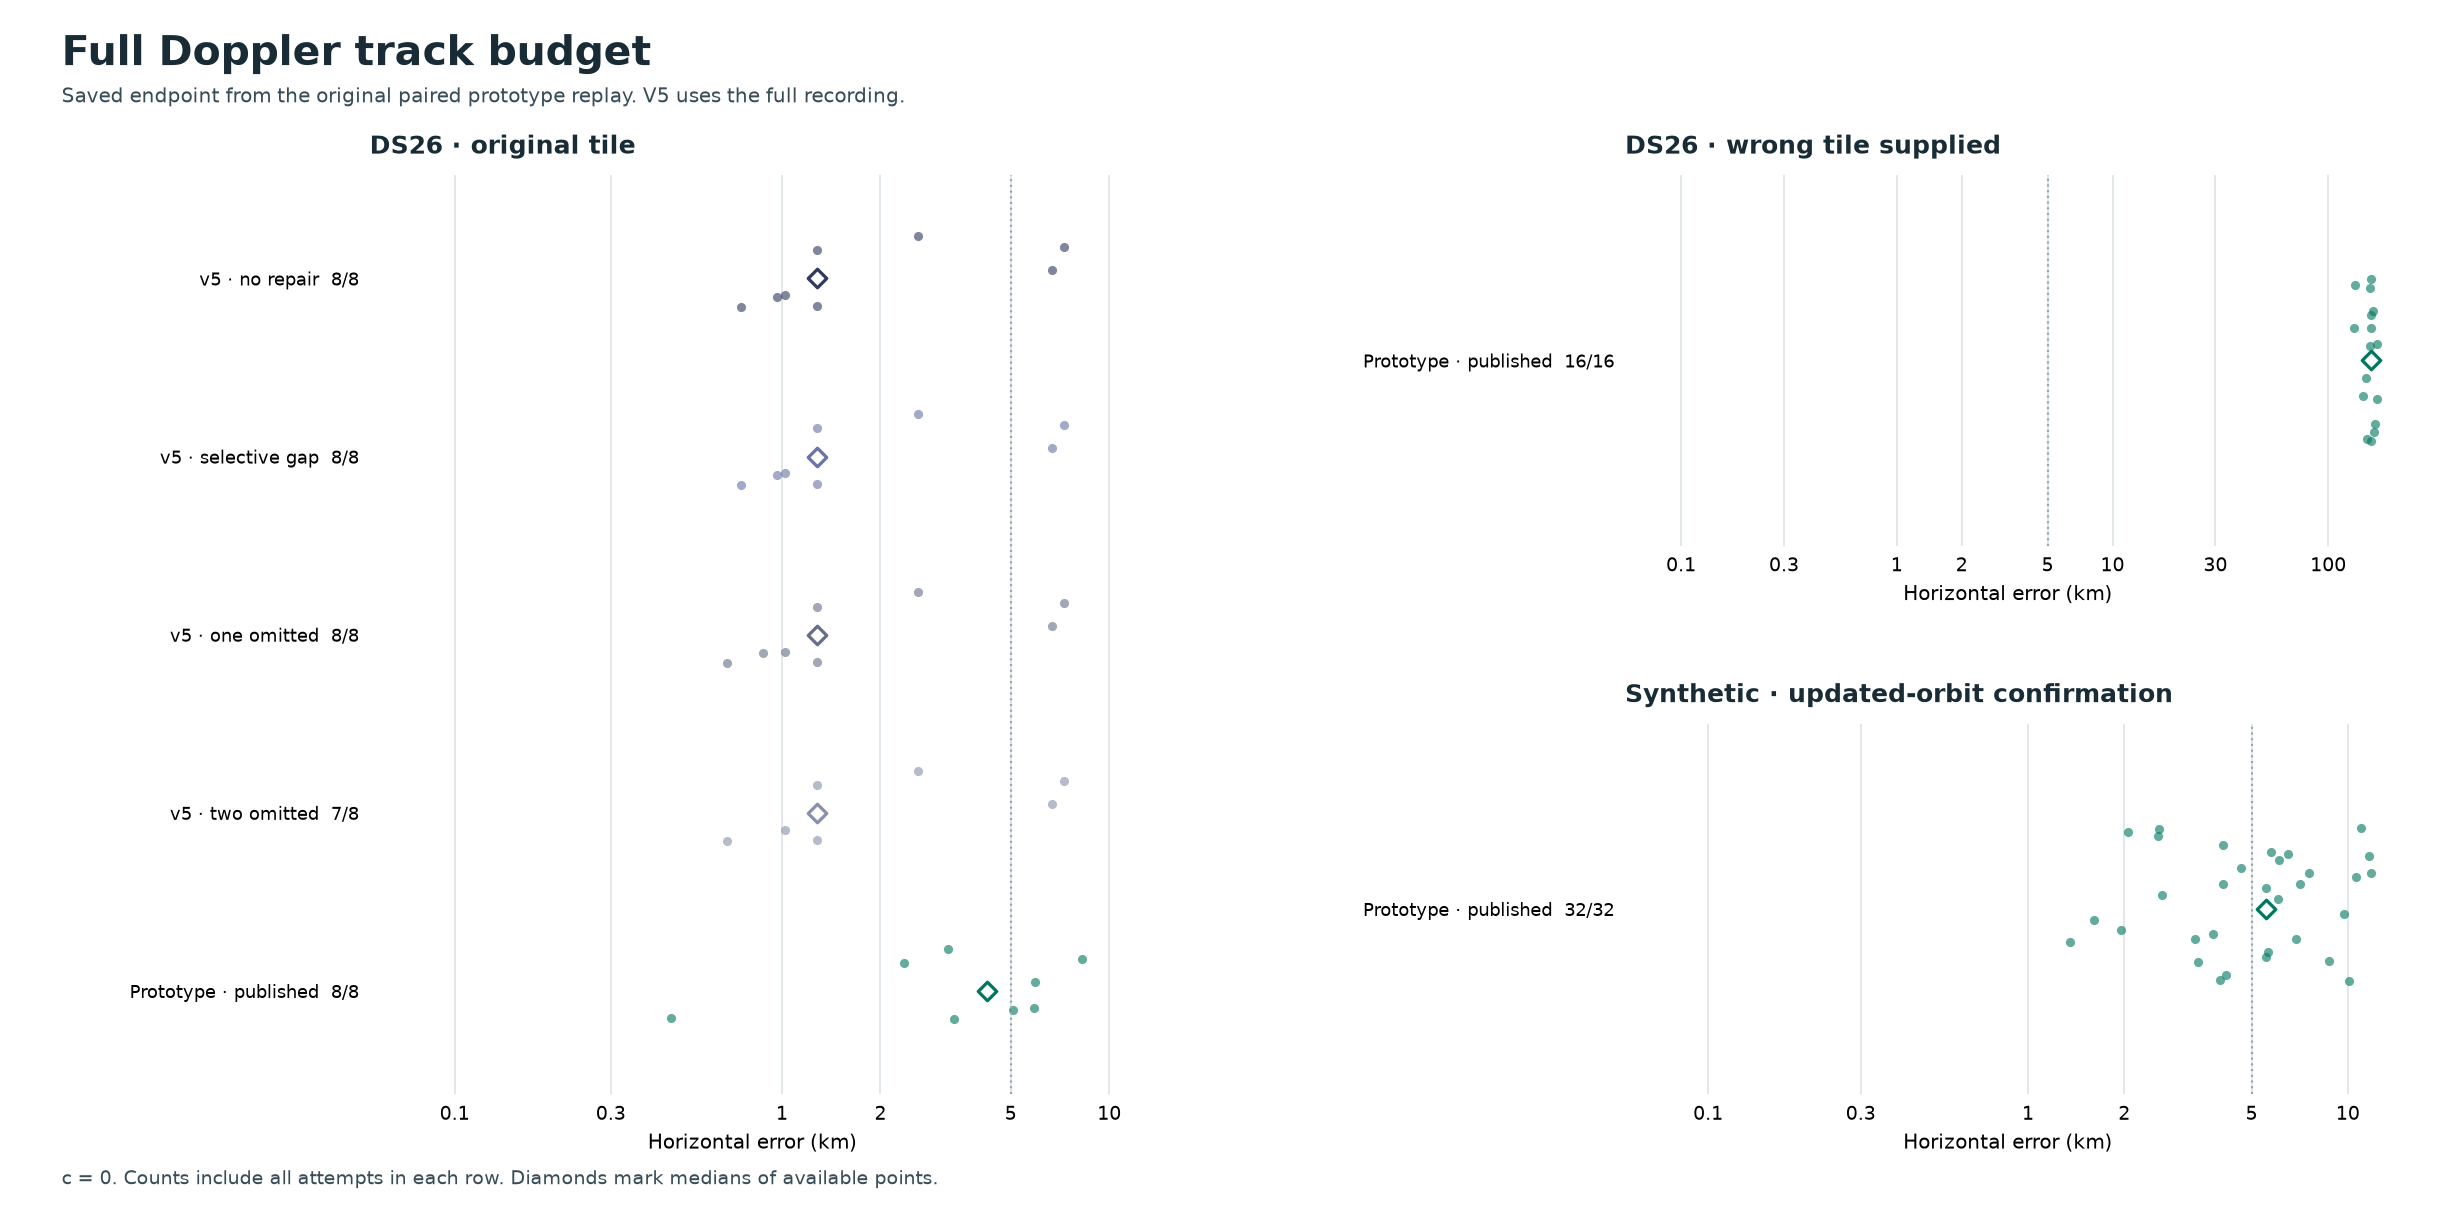 Full Doppler track budget
Saved endpoint from the original paired prototype replay. V5 uses the full recording.
DS26 · original tile
v5 · no repair 8/8
v5 · selective gap 8/8
v5 · one omitted 8/8
v5 · two omitted 7/8
Prototype · published 8/8
0.1 0.3 1 2 5 10
Horizontal error (km)
DS26 · wrong tile supplied
Prototype · published 16/16
0.1 0.3 1 2 5 10 30 100
Horizontal error (km)
Synthetic · updated-orbit confirmation
Prototype · published 32/32
0.1 0.3 1 2 5 10
Horizontal error (km)
c = 0. Counts include all attempts in each row. Diamonds mark medians of available points.